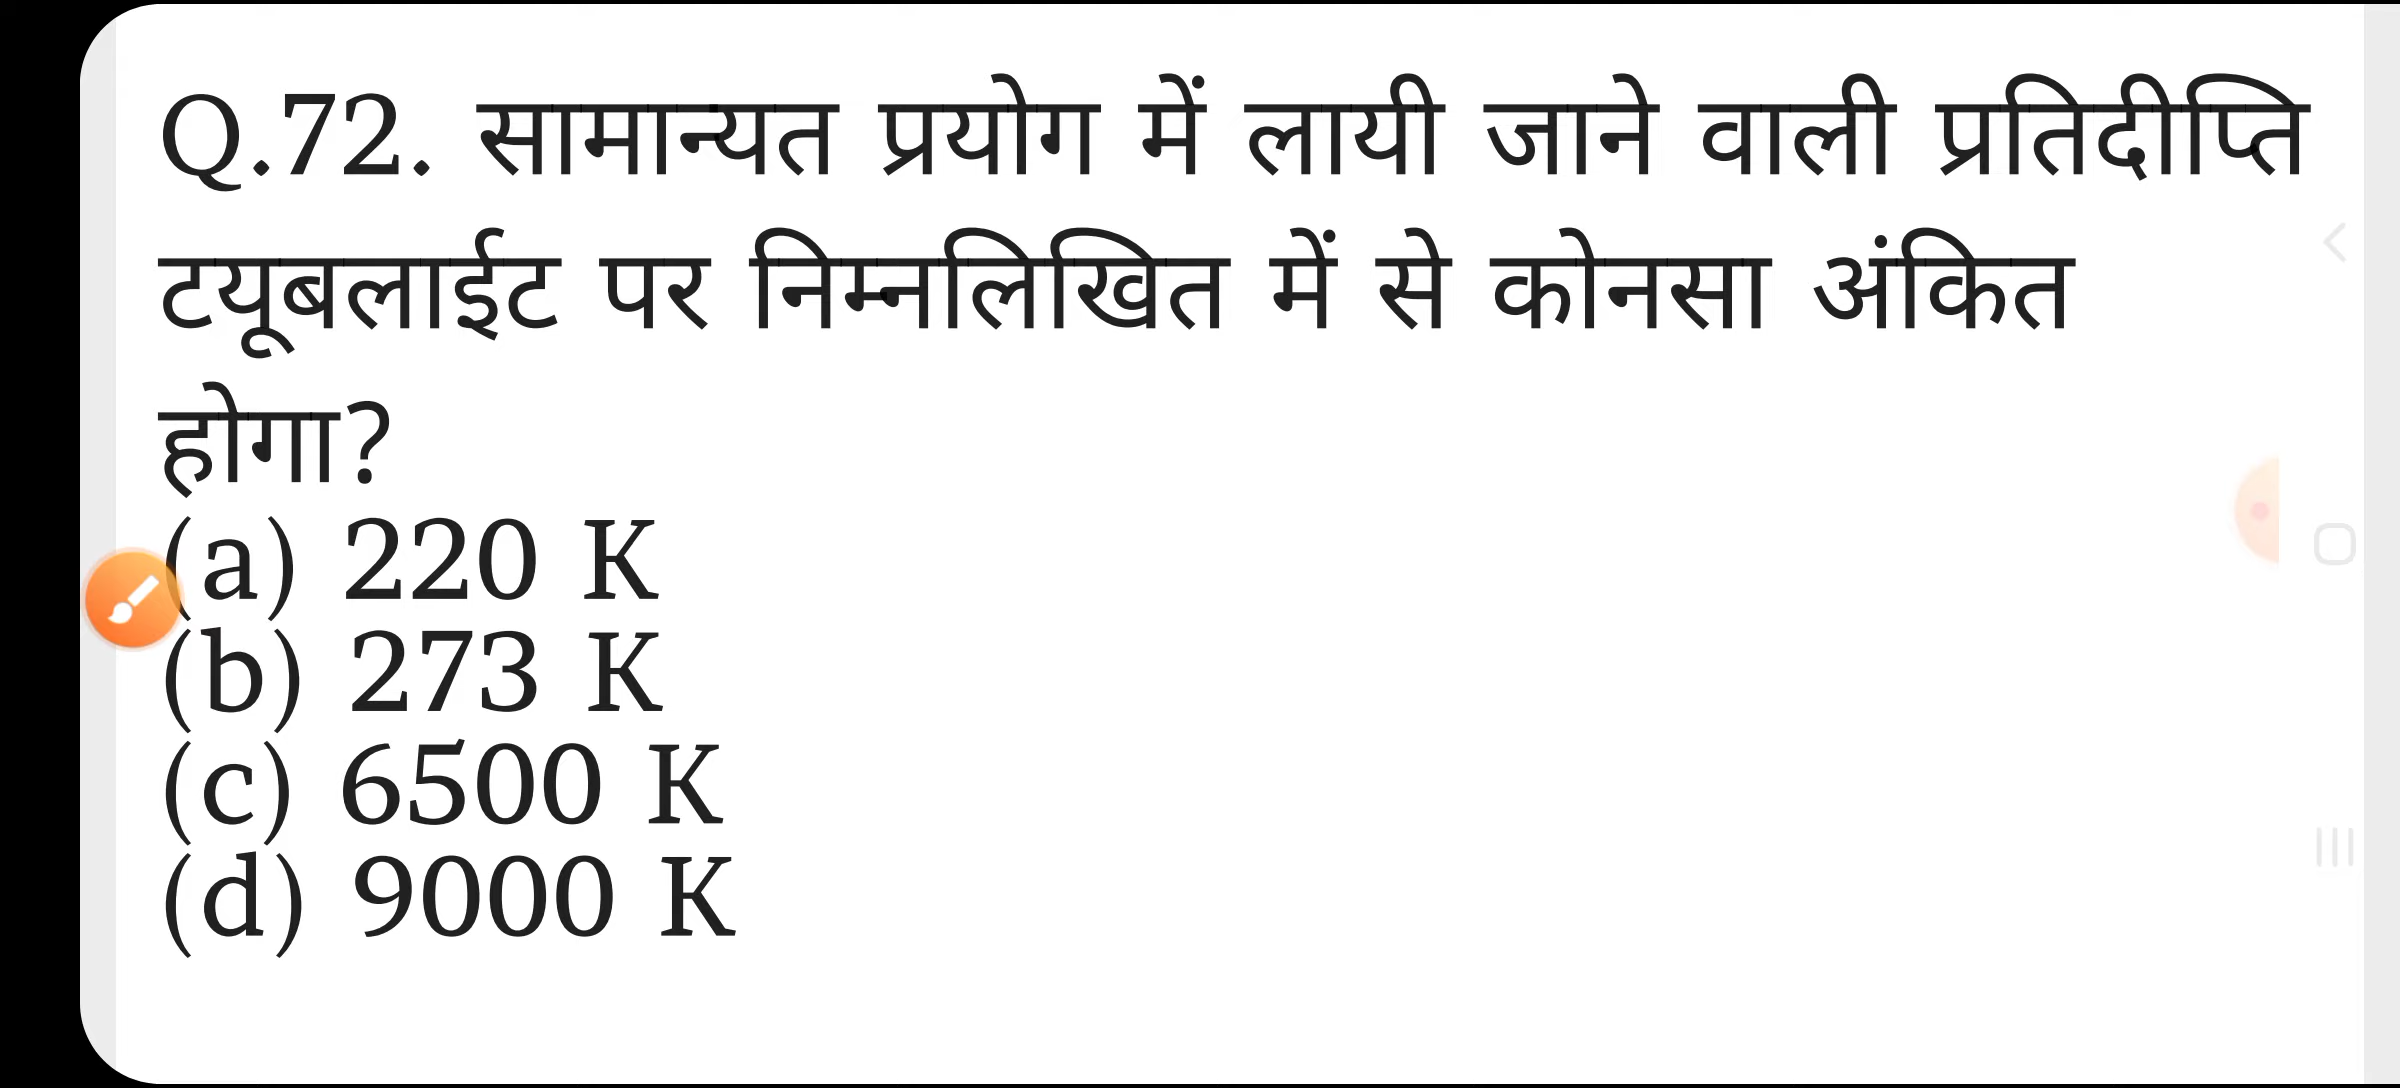 Q.72. सामान्यत प्रयोग में लायी जाने वाली प्रतिदीप्ति
टयूबलाईट पर निम्नलिखित में से कोनसा अंकित
होगा?
(a) 220 K
(b) 273 K
(c) 6500 K
(d) 9000 K